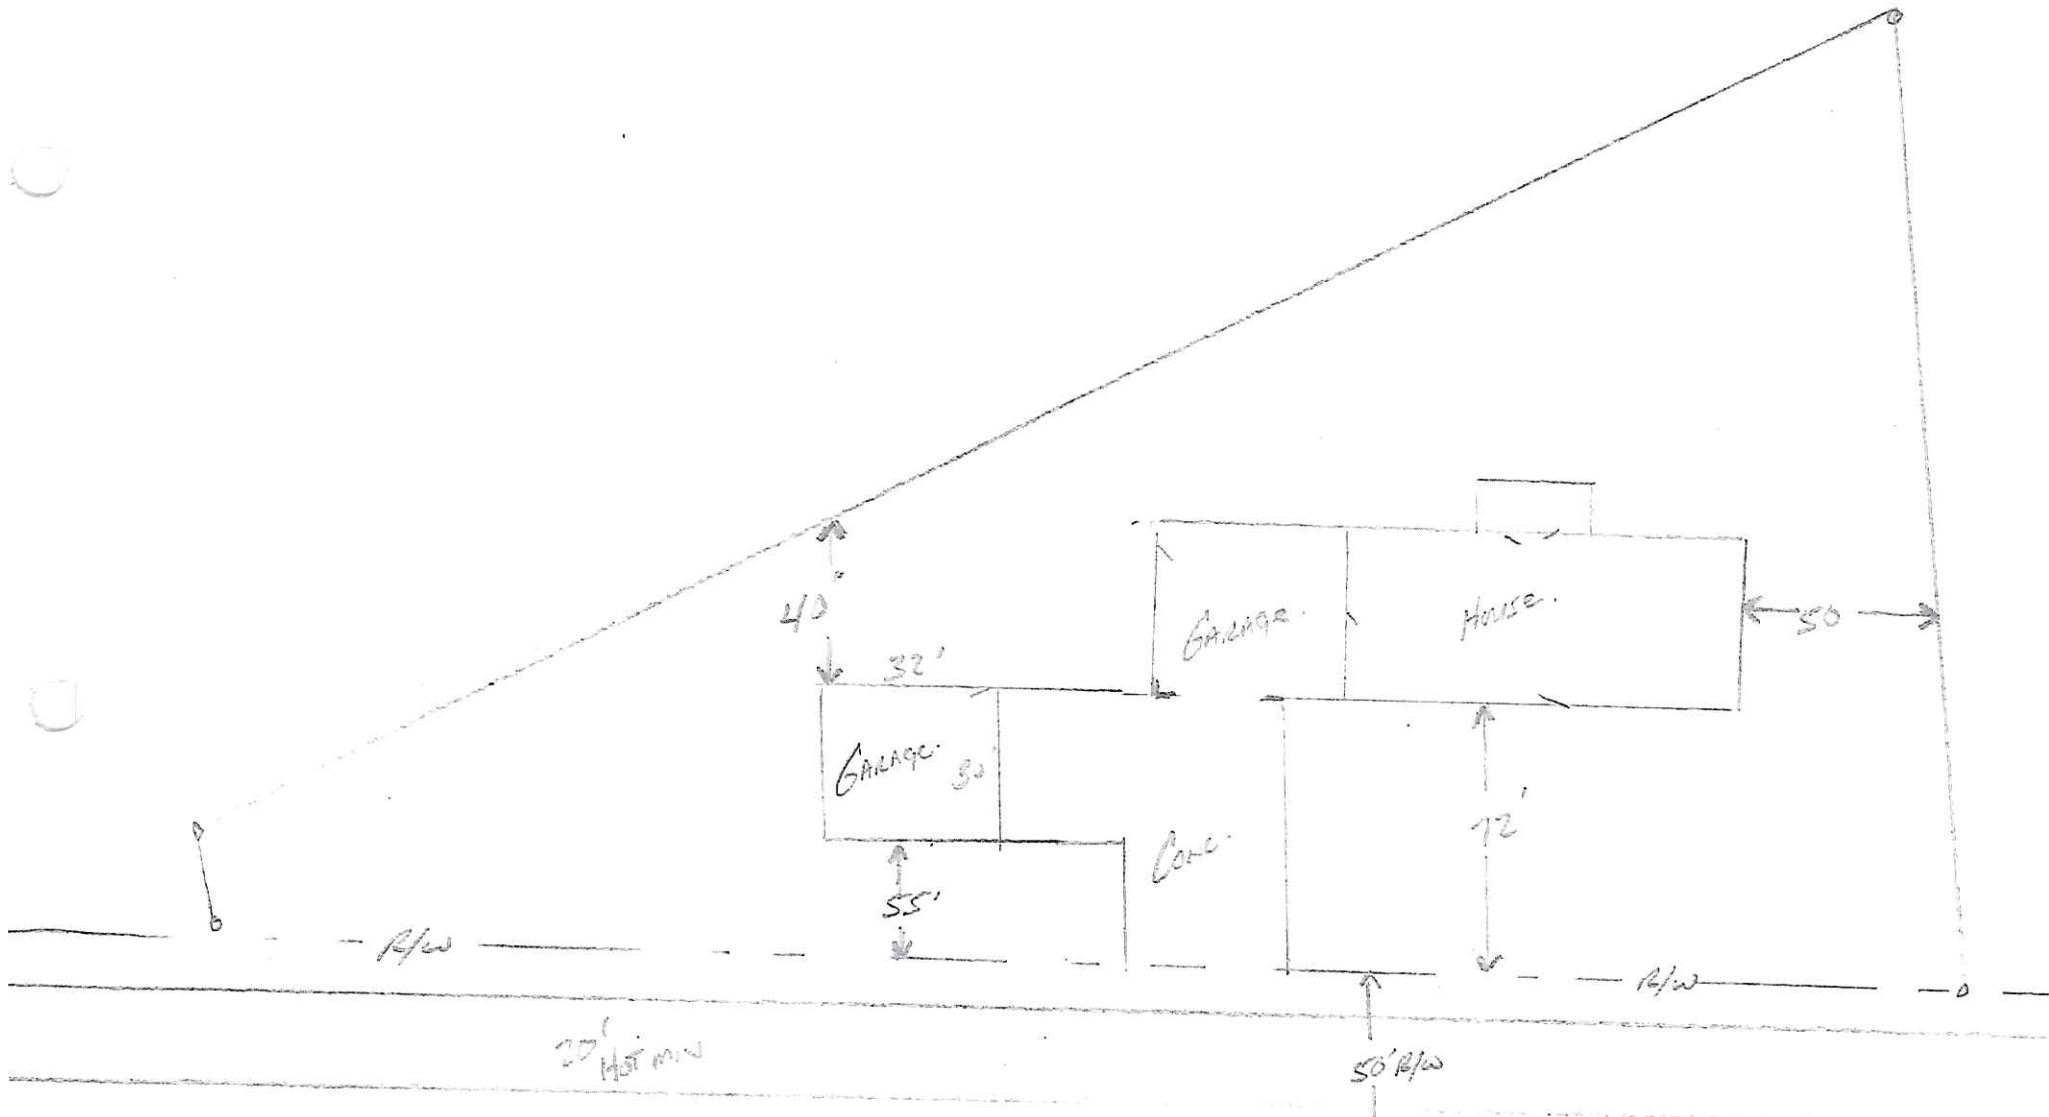 40'
32'
GARAGE.
HOUSE.
50
GARAGE.
30'
72'
CONC.
55'
R/W
R/W
20'
HOT MIX
50' R/W